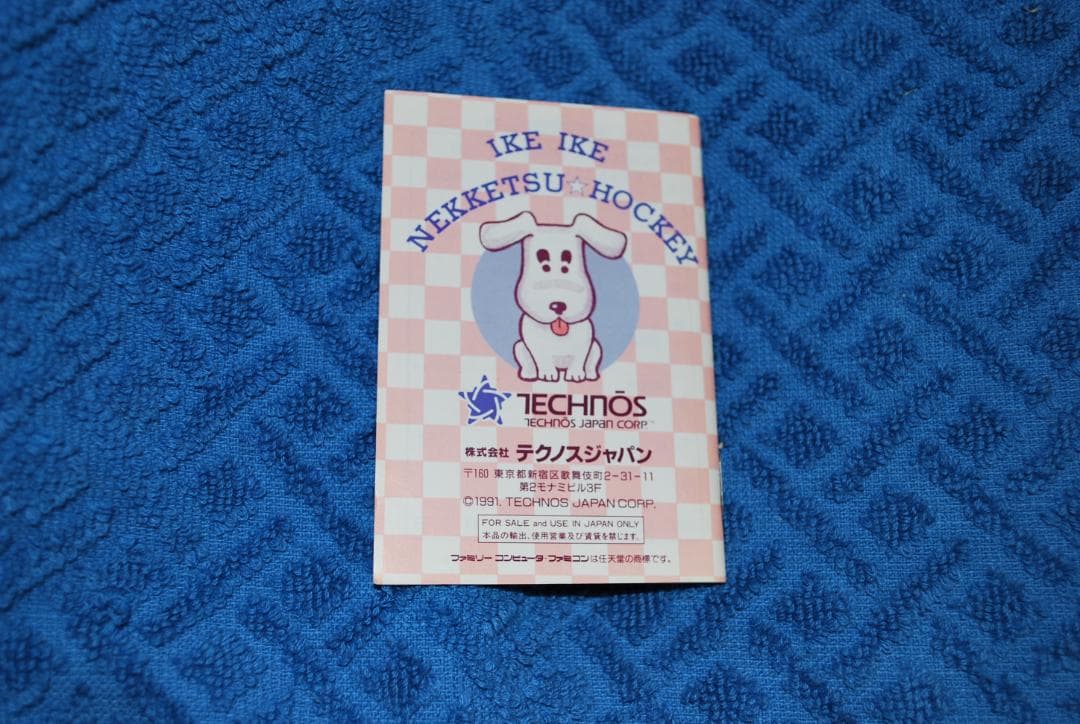 IKE IKE
NEKKETSU☆HOCKEY
TECHNŌS
TECHNŌS JAPAN CORP.
株式会社 テクノスジャパン
〒160 東京都新宿区歌舞伎町2-31-11
第2モナミビル3F
©1991. TECHNOS JAPAN CORP.
FOR SALE and USE IN JAPAN ONLY
本品の輸出、使用営業及び賃貸を禁じます。
ファミリーコンピュータ・ファミコンは任天堂の商標です。